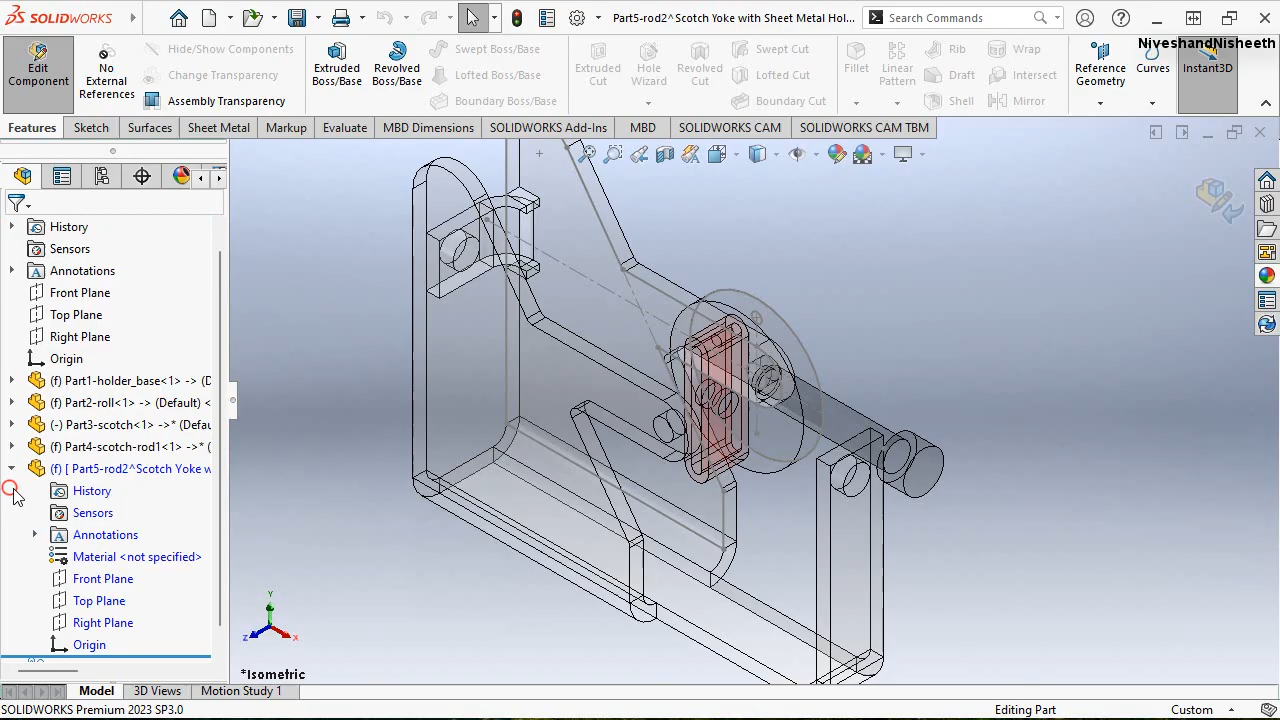 SOLIDWORKS
Part5-rod2^Scotch Yoke with Sheet Metal Hol...
Search Commands
NiveshandNisheeth
Edit Component
No External References
Hide/Show Components
Change Transparency
Assembly Transparency
Extruded Boss/Base
Revolved Boss/Base
Swept Boss/Base
Lofted Boss/Base
Boundary Boss/Base
Extruded Cut
Hole Wizard
Revolved Cut
Swept Cut
Lofted Cut
Boundary Cut
Fillet
Linear Pattern
Rib
Draft
Shell
Wrap
Intersect
Mirror
Reference Geometry
Curves
Instant3D
Features
Sketch
Surfaces
Sheet Metal
Markup
Evaluate
MBD Dimensions
SOLIDWORKS Add-Ins
MBD
SOLIDWORKS CAM
SOLIDWORKS CAM TBM
History
Sensors
Annotations
Front Plane
Top Plane
Right Plane
Origin
(f) Part1-holder_base<1> -> (D
(f) Part2-roll<1> -> (Default) <
(-) Part3-scotch<1> ->* (Defau
(f) Part4-scotch-rod1<1> ->* (
(f) [ Part5-rod2^Scotch Yoke w
History
Sensors
Annotations
Material <not specified>
Front Plane
Top Plane
Right Plane
Origin
Y
Z
X
*Isometric
Model
3D Views
Motion Study 1
SOLIDWORKS Premium 2023 SP3.0
Editing Part
Custom